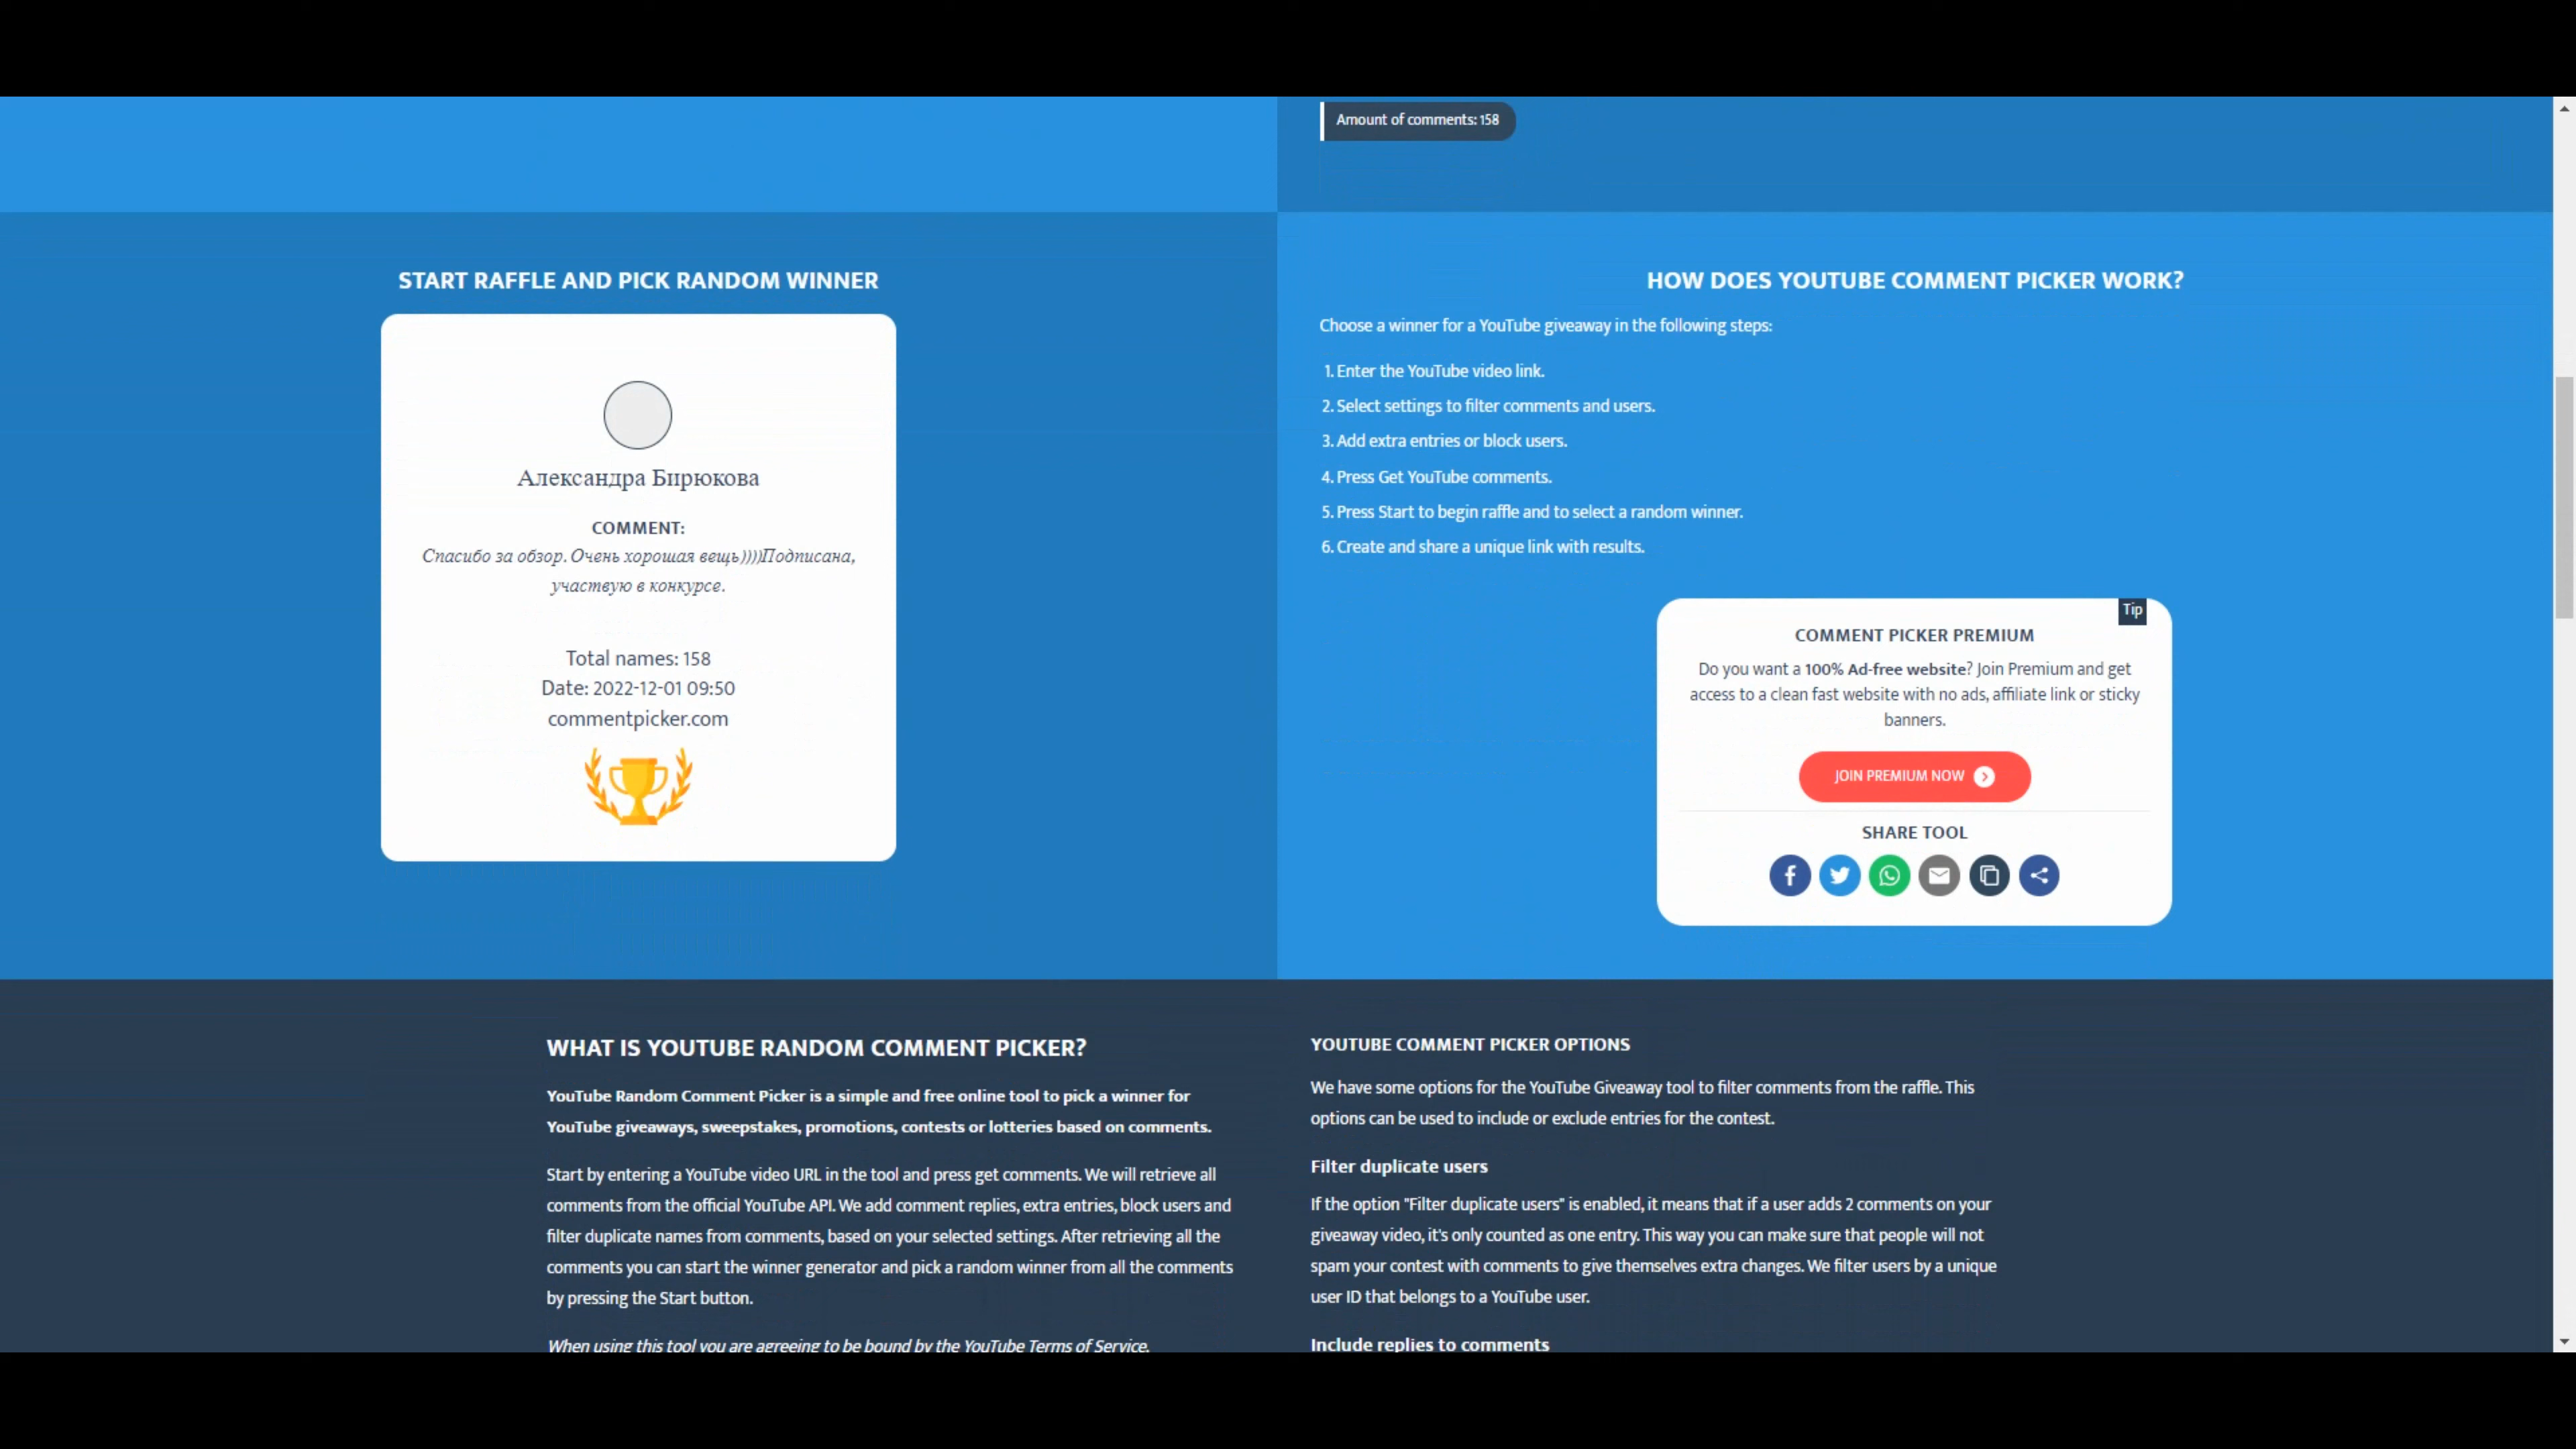 Amount of comments: 158
START RAFFLE AND PICK RANDOM WINNER
Александра Бирюкова
COMMENT:
Спасибо за обзор. Очень хорошая вещь))))Подписана,
участвую в конкурсе.
Total names: 158
Date: 2022-12-01 09:50
commentpicker.com
HOW DOES YOUTUBE COMMENT PICKER WORK?
Choose a winner for a YouTube giveaway in the following steps:
1. Enter the YouTube video link.
2. Select settings to filter comments and users.
3. Add extra entries or block users.
4. Press Get YouTube comments.
5. Press Start to begin raffle and to select a random winner.
6. Create and share a unique link with results.
Tip
COMMENT PICKER PREMIUM
Do you want a 100% Ad-free website? Join Premium and get
access to a clean fast website with no ads, affiliate link or sticky
banners.
JOIN PREMIUM NOW
SHARE TOOL
WHAT IS YOUTUBE RANDOM COMMENT PICKER?
YouTube Random Comment Picker is a simple and free online tool to pick a winner for
YouTube giveaways, sweepstakes, promotions, contests or lotteries based on comments.
Start by entering a YouTube video URL in the tool and press get comments. We will retrieve all
comments from the official YouTube API. We add comment replies, extra entries, block users and
filter duplicate names from comments, based on your selected settings. After retrieving all the
comments you can start the winner generator and pick a random winner from all the comments
by pressing the Start button.
When using this tool you are agreeing to be bound by the YouTube Terms of Service.
YOUTUBE COMMENT PICKER OPTIONS
We have some options for the YouTube Giveaway tool to filter comments from the raffle. This
options can be used to include or exclude entries for the contest.
Filter duplicate users
If the option "Filter duplicate users" is enabled, it means that if a user adds 2 comments on your
giveaway video, it's only counted as one entry. This way you can make sure that people will not
spam your contest with comments to give themselves extra changes. We filter users by a unique
user ID that belongs to a YouTube user.
Include replies to comments